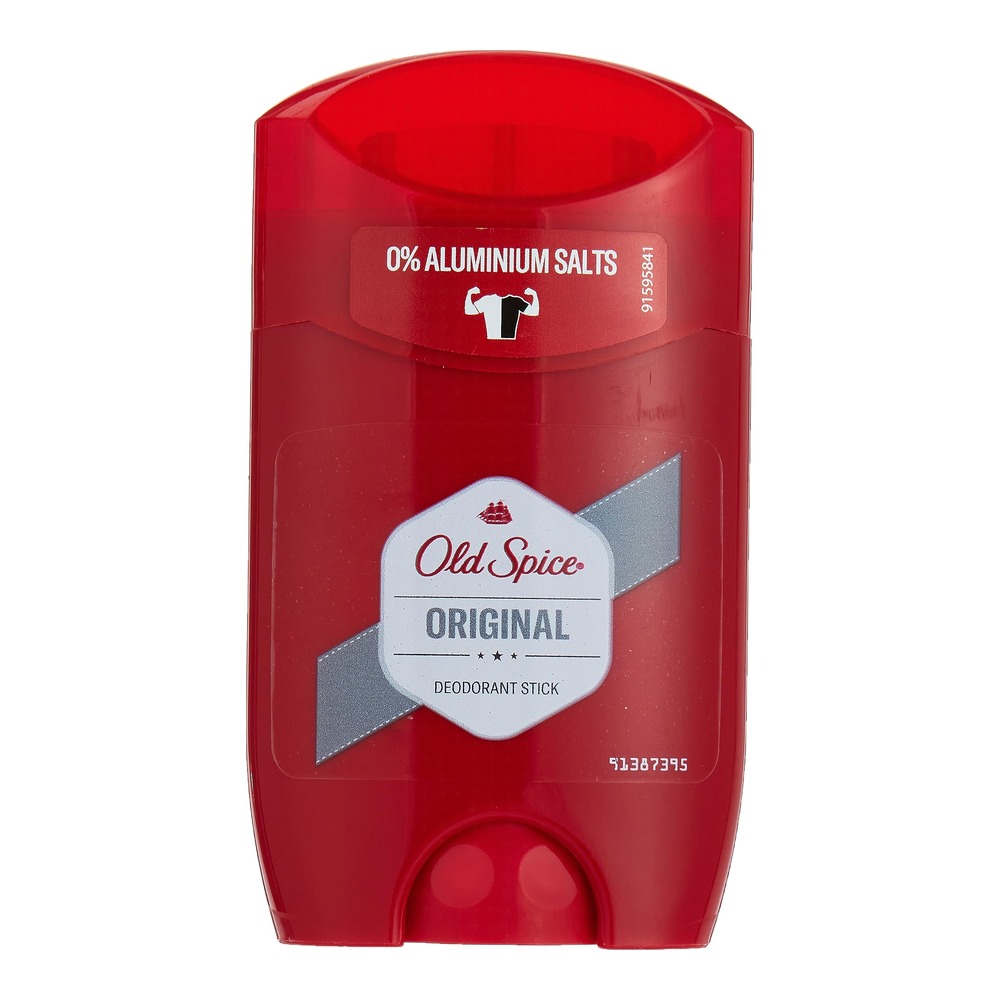 0% ALUMINIUM SALTS
91595841
Old Spice
ORIGINAL
DEODORANT STICK
91387395